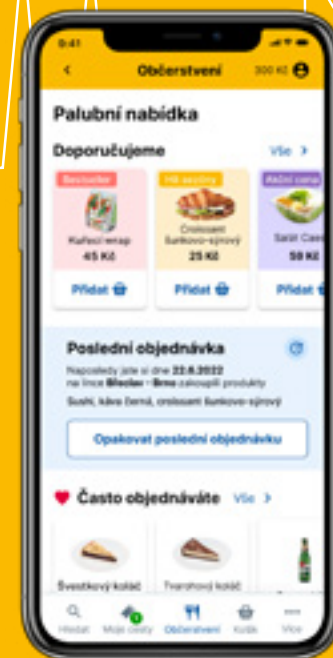 9:41
Občerstvení
300 Kč
Palubní nabídka
Doporučujeme
Vše >
Bestseller
Hit sezóny
Akční cena
Kuřecí wrap
45 Kč
Croissant
šunkovo-sýrový
25 Kč
Salát Caes
59 Kč
Přidat
Přidat
Přidat
Poslední objednávka
Naposledy jste si dne 22.6.2022
na lince Břeclav - Brno zakoupili produkty
Sushi, káva černá, croissant šunkovo-sýrový
Opakovat poslední objednávku
Často objednáváte
Vše >
Švestkový koláč
Tvarohový koláč
Hledat
Moje cesty
Občerstvení
Košík
Více